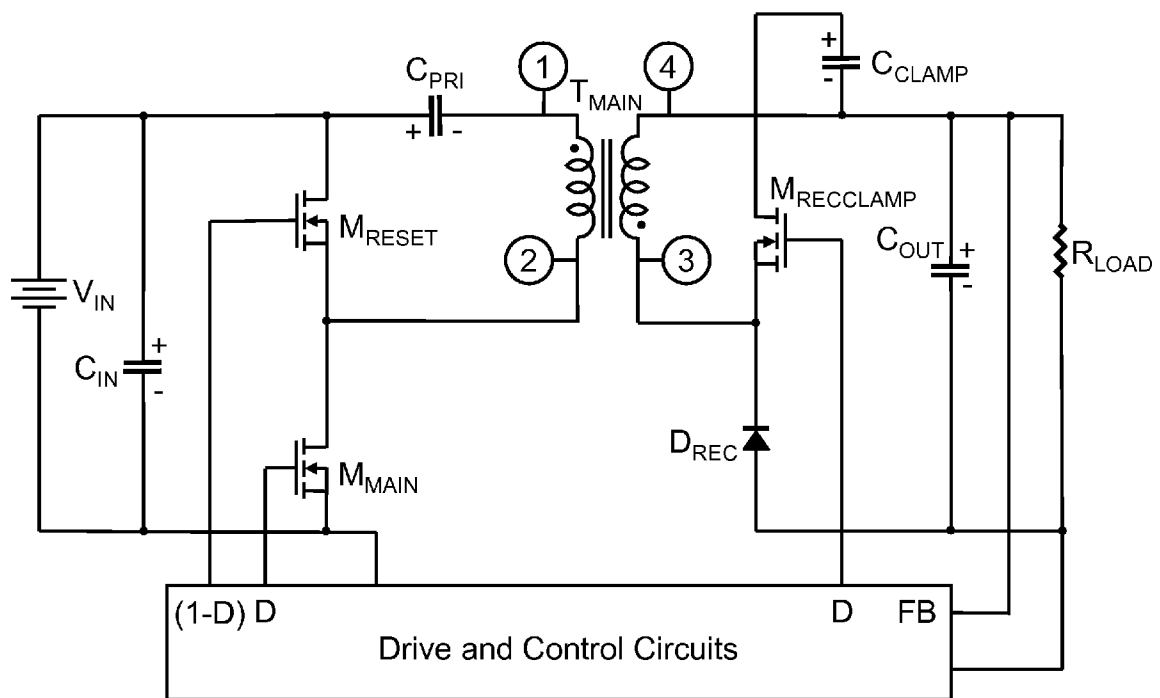 1
4
C_PRI
T_MAIN
+
-
C_CLAMP
+ -
M_RESET
M_RECCLAMP
2
3
C_OUT
+
-
R_LOAD
V_IN
C_IN
+
-
D_REC
M_MAIN
(1-D) D
D FB
Drive and Control Circuits